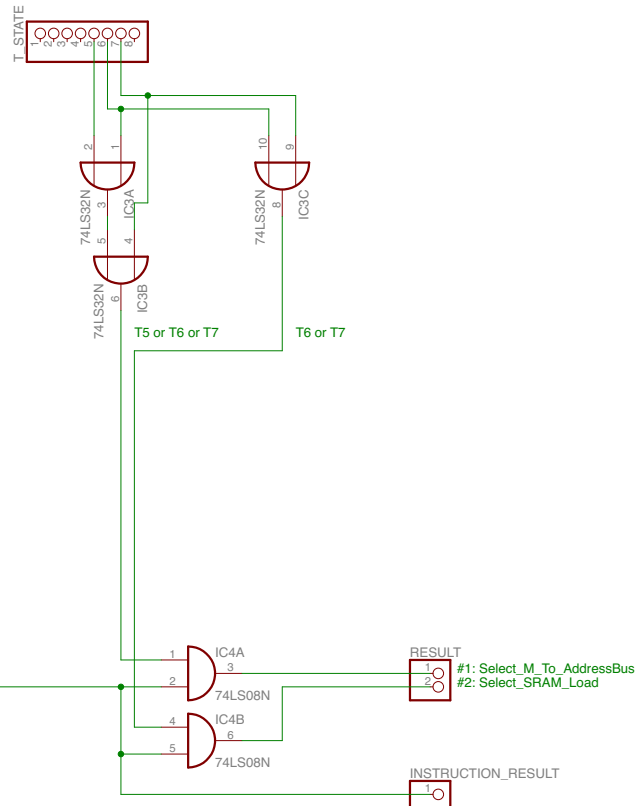 T_STATE
1 2 3 4 5 6 7 8
2 1 10 9
74LS32N 3 IC3A 74LS32N 8 IC3C
5 4
74LS32N 6 IC3B
T5 or T6 or T7 T6 or T7
IC4A
1 3
2
74LS08N
RESULT
1 #1: Select_M_To_AddressBus
2 #2: Select_SRAM_Load
IC4B
4 6
5
74LS08N
INSTRUCTION_RESULT
1